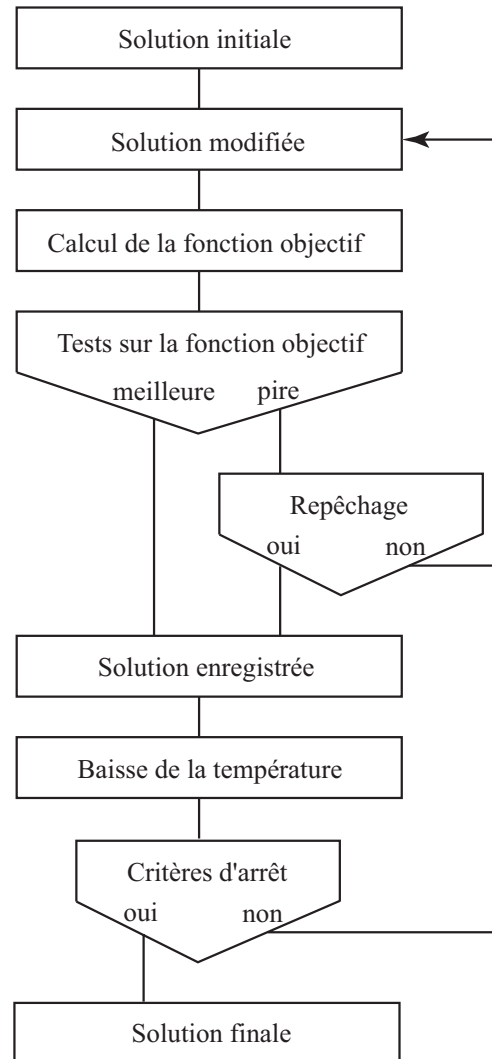 Solution initiale
Solution modifiée
Calcul de la fonction objectif
Tests sur la fonction objectif
meilleure pire
Repêchage
oui non
Solution enregistrée
Baisse de la température
Critères d'arrêt
oui non
Solution finale